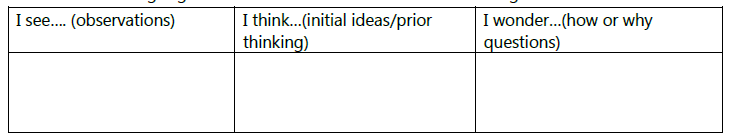 I see.... (observations)
I think...(initial ideas/prior
thinking)
I wonder...(how or why
questions)